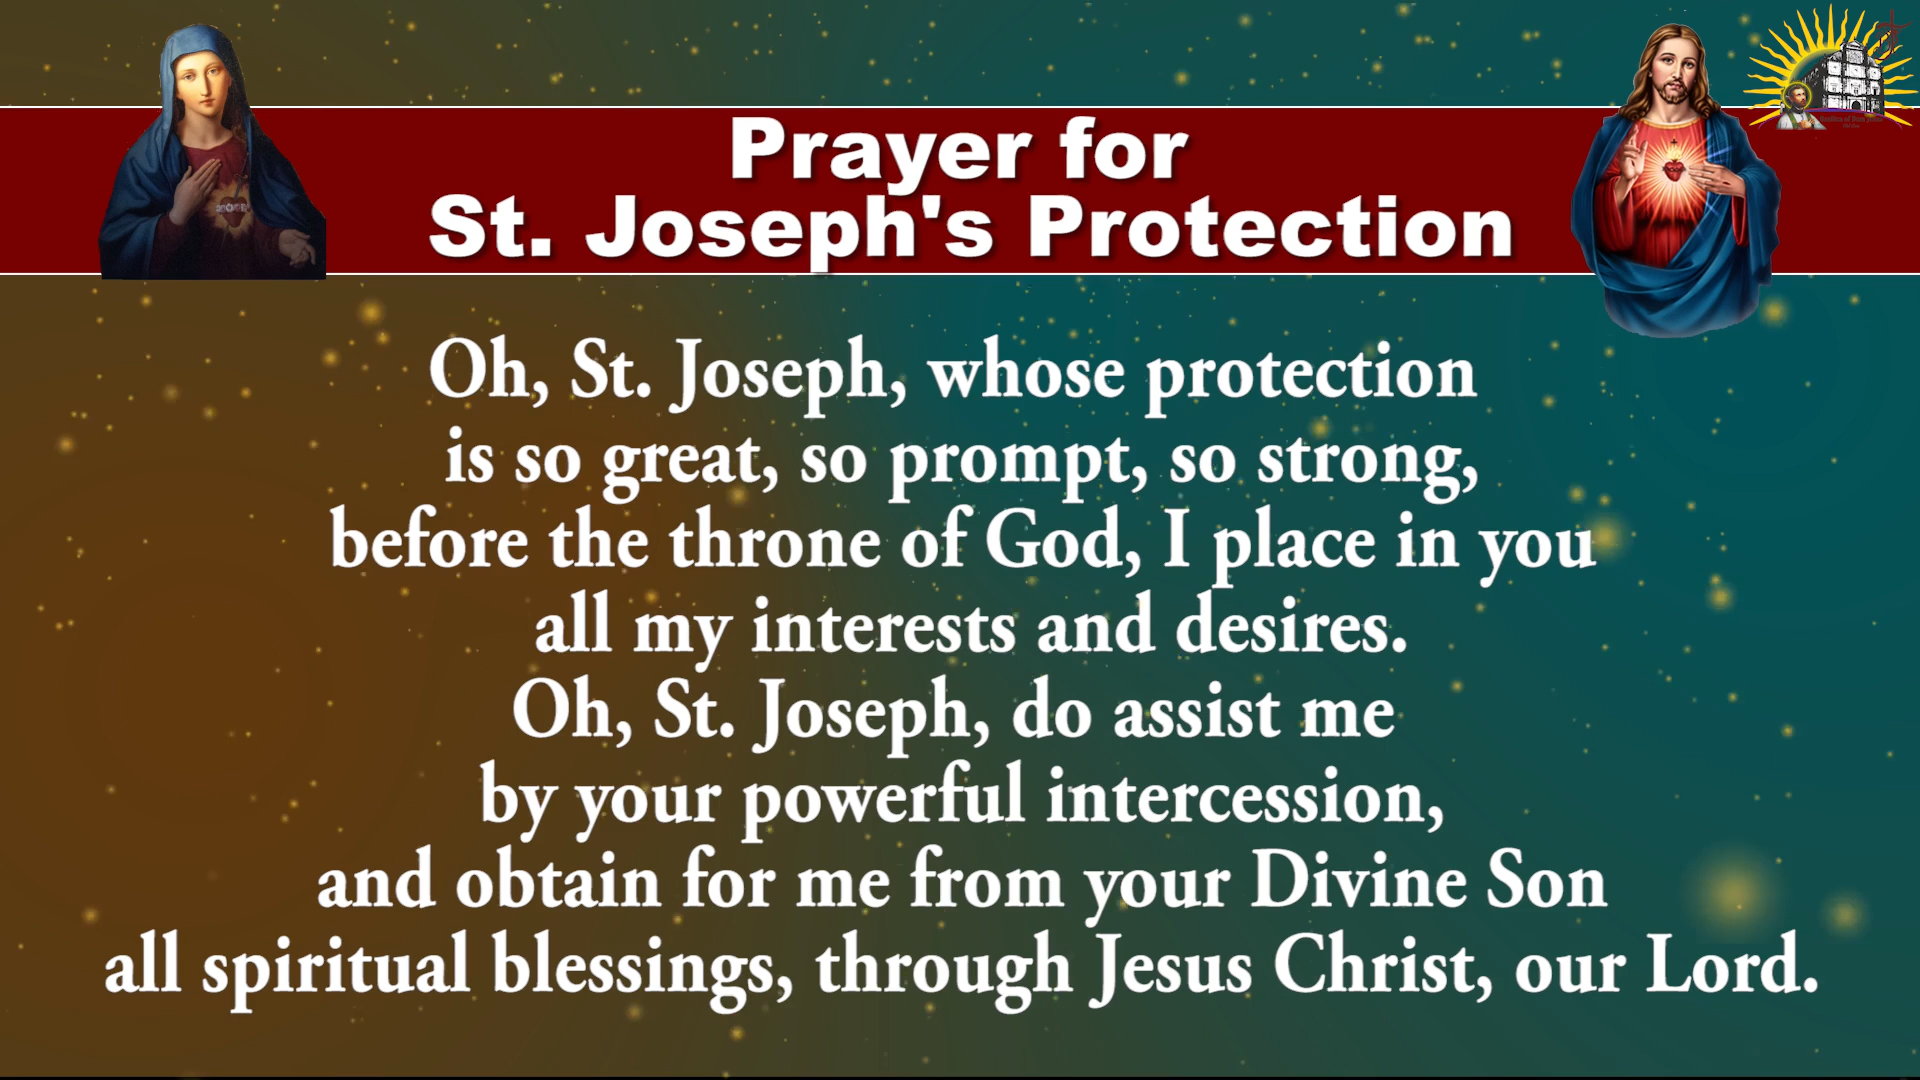 Prayer for
St. Joseph's Protection
Oh, St. Joseph, whose protection
is so great, so prompt, so strong,
before the throne of God, I place in you
all my interests and desires.
Oh, St. Joseph, do assist me
by your powerful intercession,
and obtain for me from your Divine Son
all spiritual blessings, through Jesus Christ, our Lord.